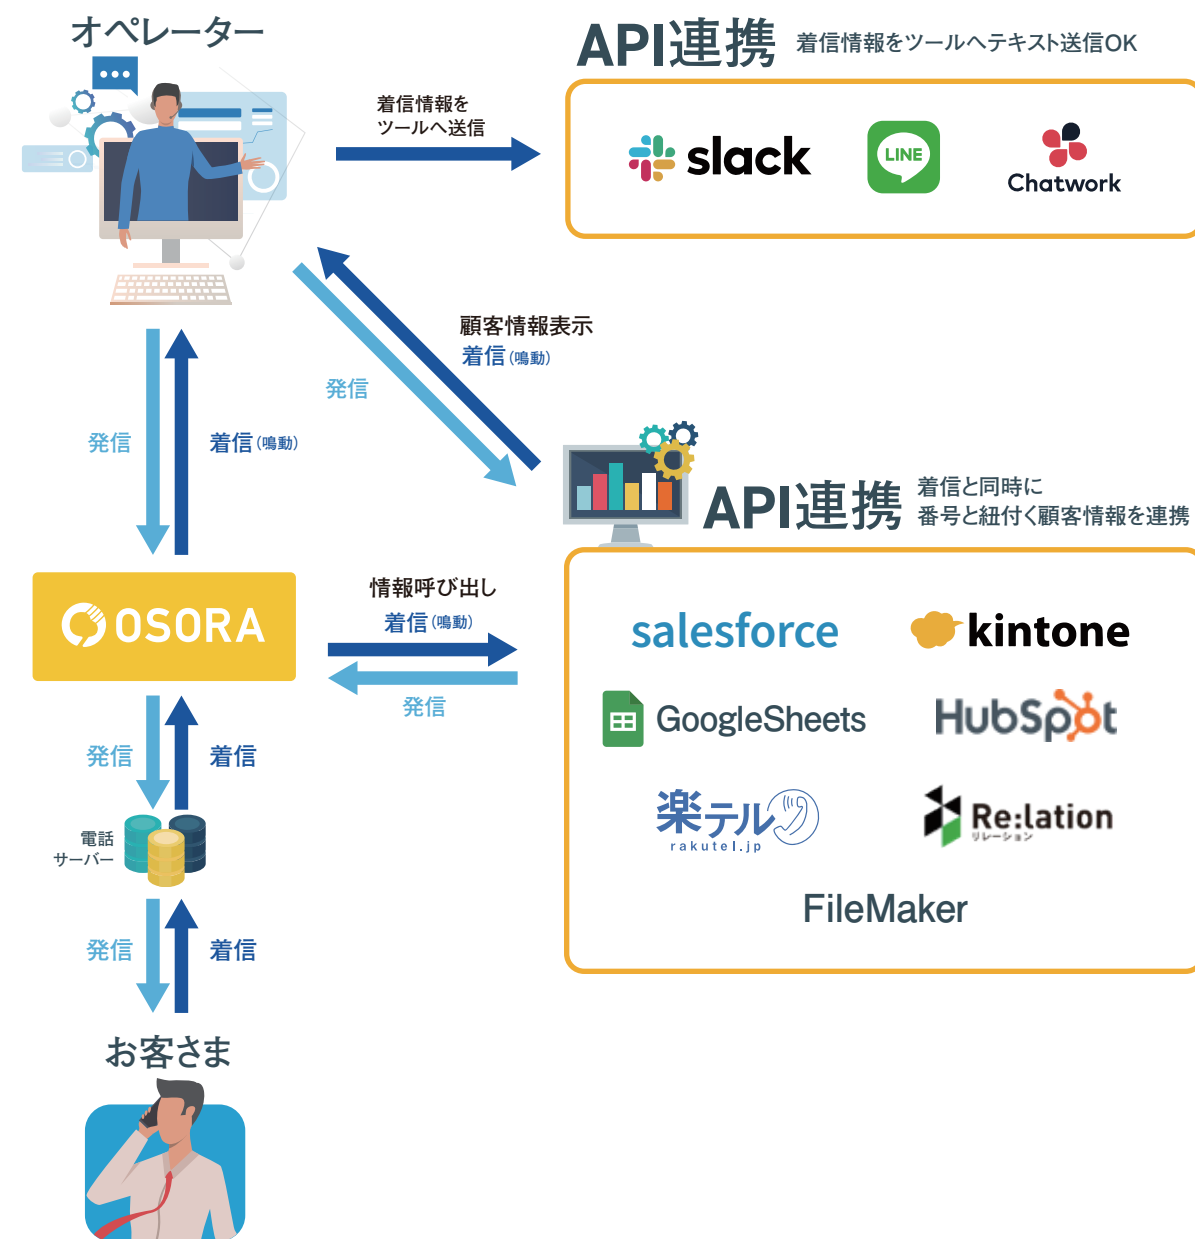 オペレーター
API連携
着信情報をツールへテキスト送信OK
着信情報を
ツールへ送信
slack
LINE
Chatwork
顧客情報表示
着信(鳴動)
発信
発信
着信(鳴動)
API連携
着信と同時に
番号と紐付く顧客情報を連携
OSORA
情報呼び出し
着信(鳴動)
発信
salesforce
kintone
GoogleSheets
HubSpot
楽テル
rakutel.jp
Re:lation
リレーション
FileMaker
発信
着信
電話
サーバー
発信
着信
お客さま